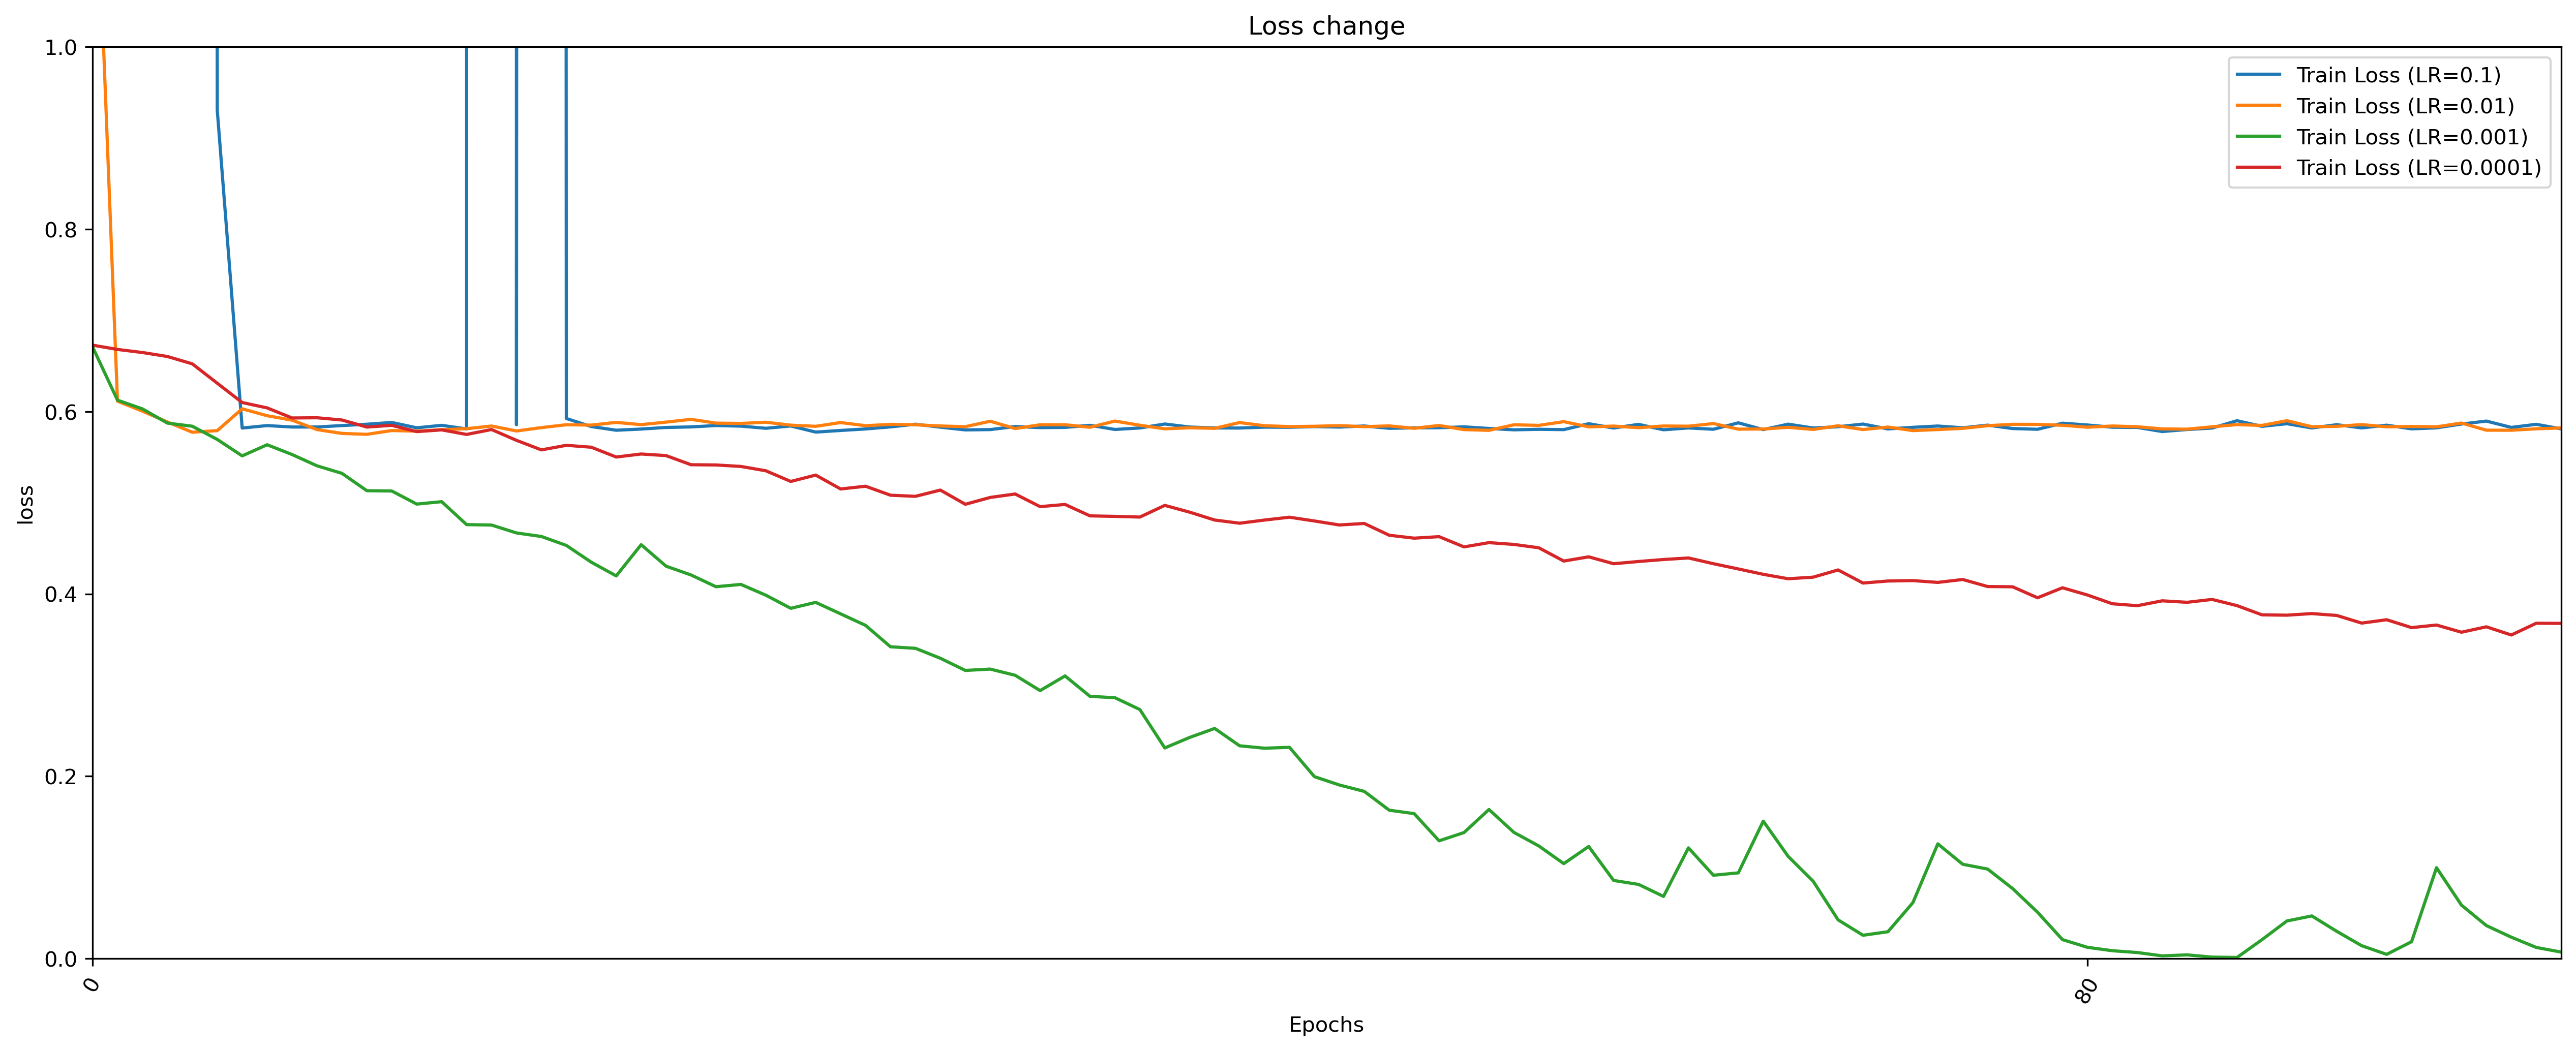 Loss change
1.0
0.8
0.6
0.4
0.2
0.0
loss
0
80
Epochs
Train Loss (LR=0.1)
Train Loss (LR=0.01)
Train Loss (LR=0.001)
Train Loss (LR=0.0001)